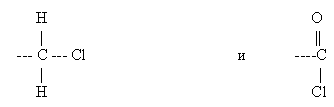 H O
--- C --- Cl и ----C
H Cl